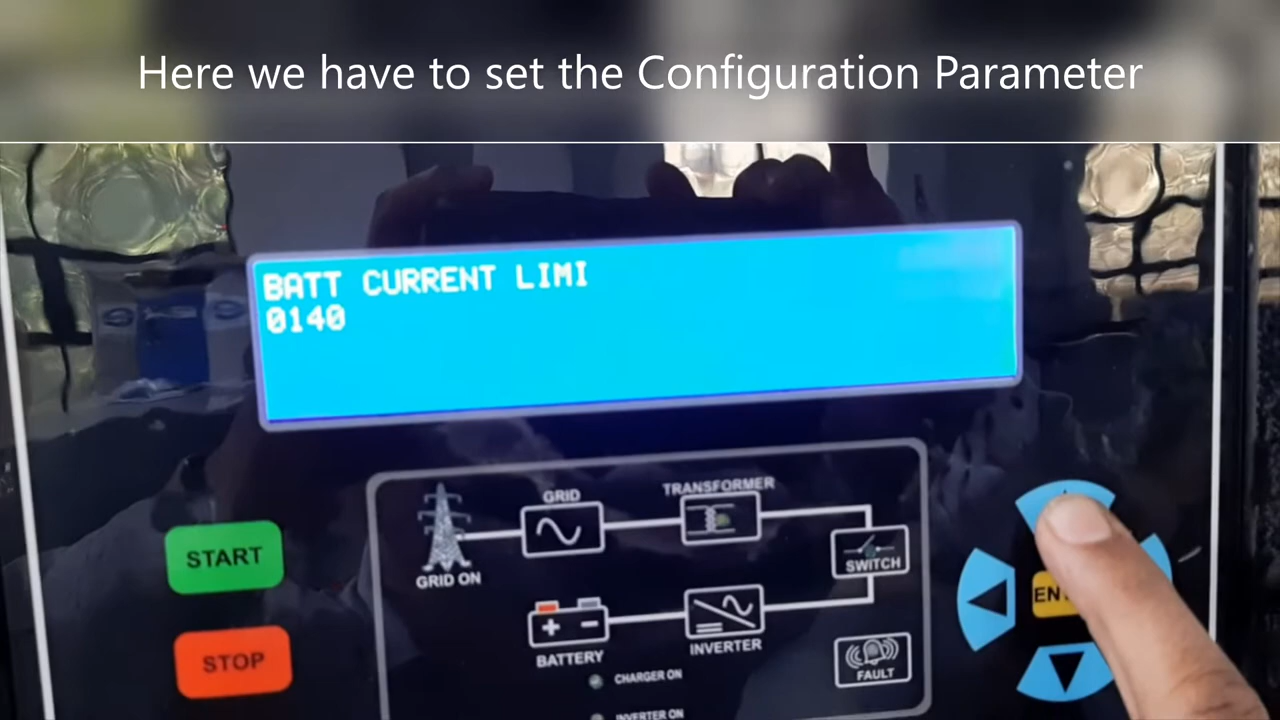 Here we have to set the Configuration Parameter
BATT CURRENT LIMI
0140
GRID
TRANSFORMER
START
GRID ON
SWITCH
STOP
BATTERY
INVERTER
FAULT
CHARGER ON
INVERTER ON